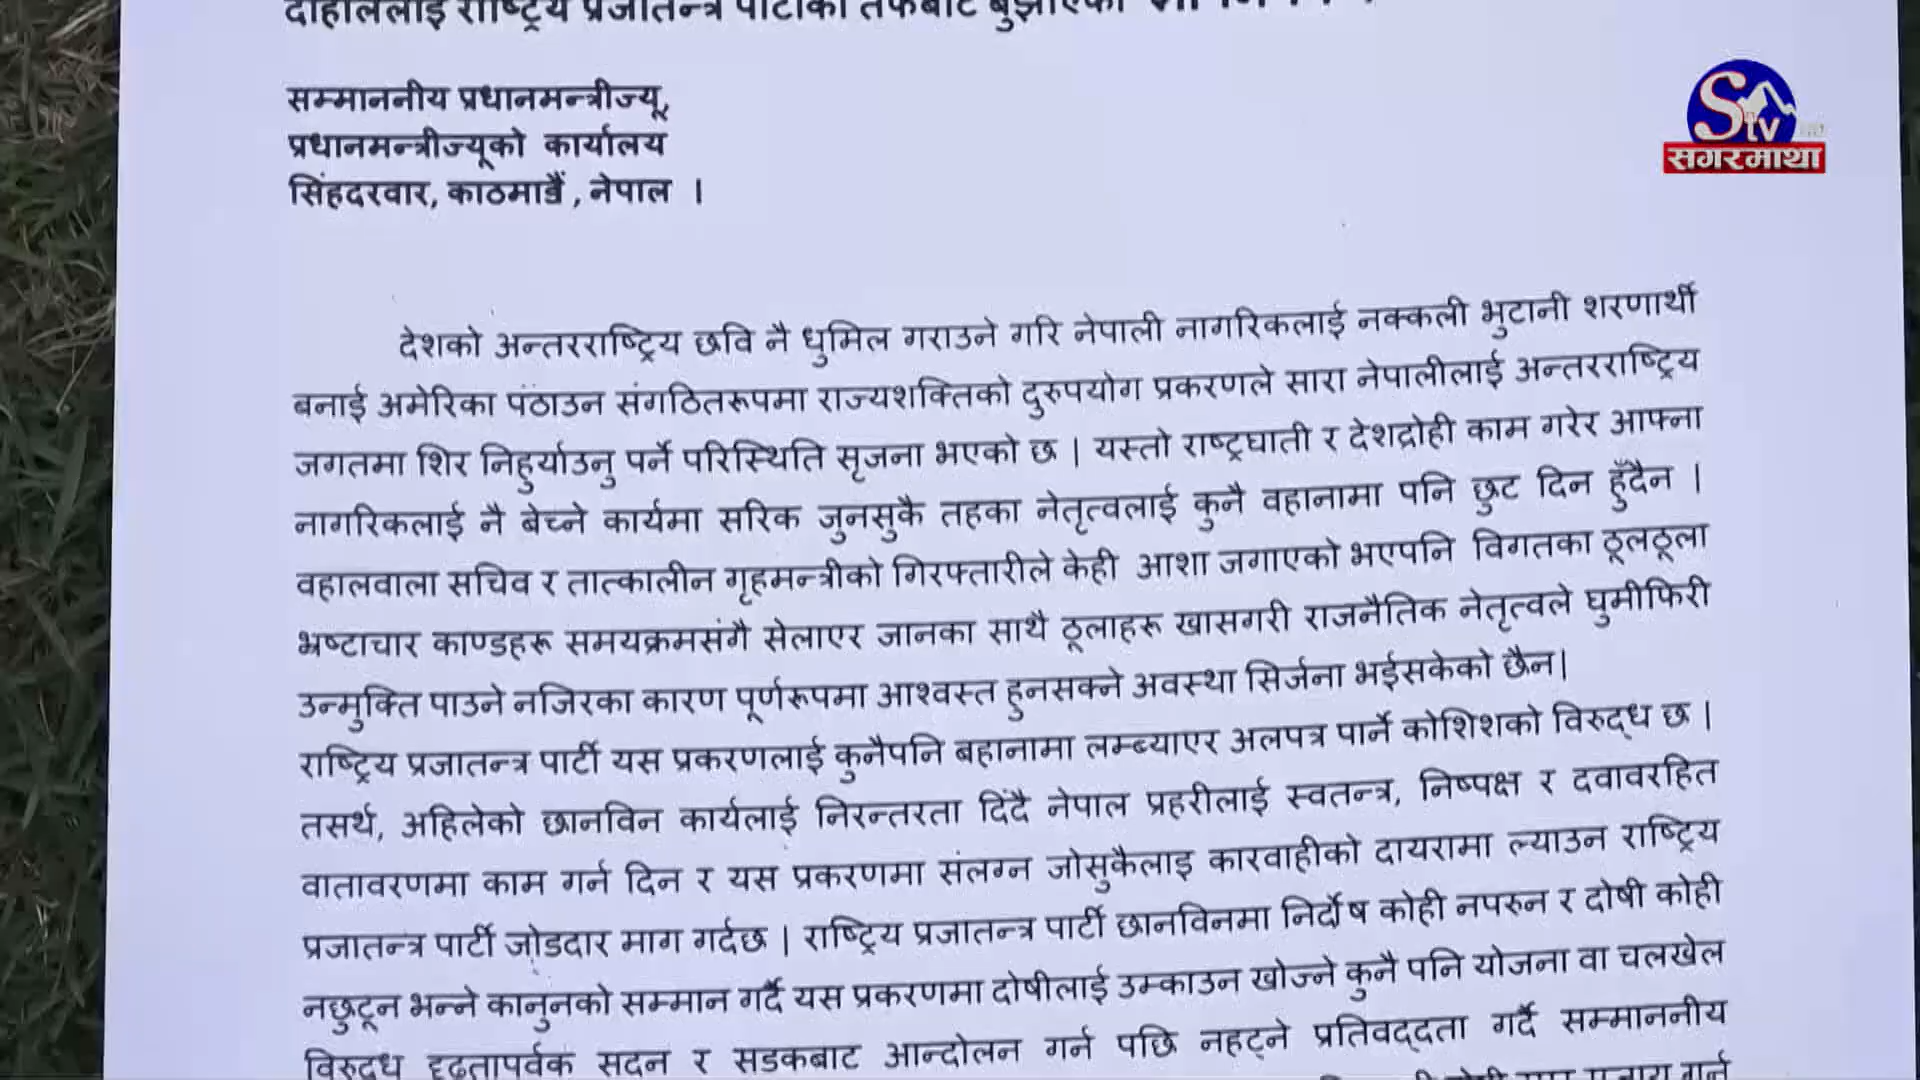 दाहाललाई राष्ट्रिय प्रजातन्त्र पार्टीको तर्फबाट बुझाएको
सम्माननीय प्रधानमन्त्रीज्यू,
प्रधानमन्त्रीज्यूको कार्यालय
सिंहदरवार, काठमाडौं , नेपाल ।
STV
सगरमाथा
देशको अन्तरराष्ट्रिय छवि नै धुमिल गराउने गरि नेपाली नागरिकलाई नक्कली भुटानी शरणार्थी
बनाई अमेरिका पठाउन संगठितरूपमा राज्यशक्तिको दुरुपयोग प्रकरणले सारा नेपालीलाई अन्तरराष्ट्रिय
जगतमा शिर निहुर्याउनु पर्ने परिस्थिति सृजना भएको छ | यस्तो राष्ट्रघाती र देशद्रोही काम गरेर आफ्ना
नागरिकलाई नै बेच्ने कार्यमा सरिक जुनसुकै तहका नेतृत्वलाई कुनै वहानामा पनि छुट दिन हुँदैन |
वहालवाला सचिव र तात्कालीन गृहमन्त्रीको गिरफ्तारीले केही आशा जगाएको भएपनि विगतका ठूलठूला
भ्रष्टाचार काण्डहरू समयक्रमसंगै सेलाएर जानका साथै ठूलाहरू खासगरी राजनैतिक नेतृत्वले घुमीफिरी
उन्मुक्ति पाउने नजिरका कारण पूर्णरूपमा आश्वस्त हुनसक्ने अवस्था सिर्जना भईसकेको छैन|
राष्ट्रिय प्रजातन्त्र पार्टी यस प्रकरणलाई कुनैपनि बहानामा लम्ब्याएर अलपत्र पार्ने कोशिशको विरुद्ध छ |
तसर्थ, अहिलेको छानविन कार्यलाई निरन्तरता दिंदै नेपाल प्रहरीलाई स्वतन्त्र, निष्पक्ष र दवावरहित
वातावरणमा काम गर्न दिन र यस प्रकरणमा संलग्न जोसुकैलाइ कारवाहीको दायरामा ल्याउन राष्ट्रिय
प्रजातन्त्र पार्टी जोडदार माग गर्दछ | राष्ट्रिय प्रजातन्त्र पार्टी छानविनमा निर्दोष कोही नपरुन र दोषी कोही
नछुटून भन्ने कानुनको सम्मान गर्दै यस प्रकरणमा दोषीलाई उम्काउन खोज्ने कुनै पनि योजना वा चलखेल
विरुद्ध दृढतापूर्वक सदन र सडकबाट आन्दोलन गर्न पछि नहट्ने प्रतिवद्दता गर्दै सम्माननीय